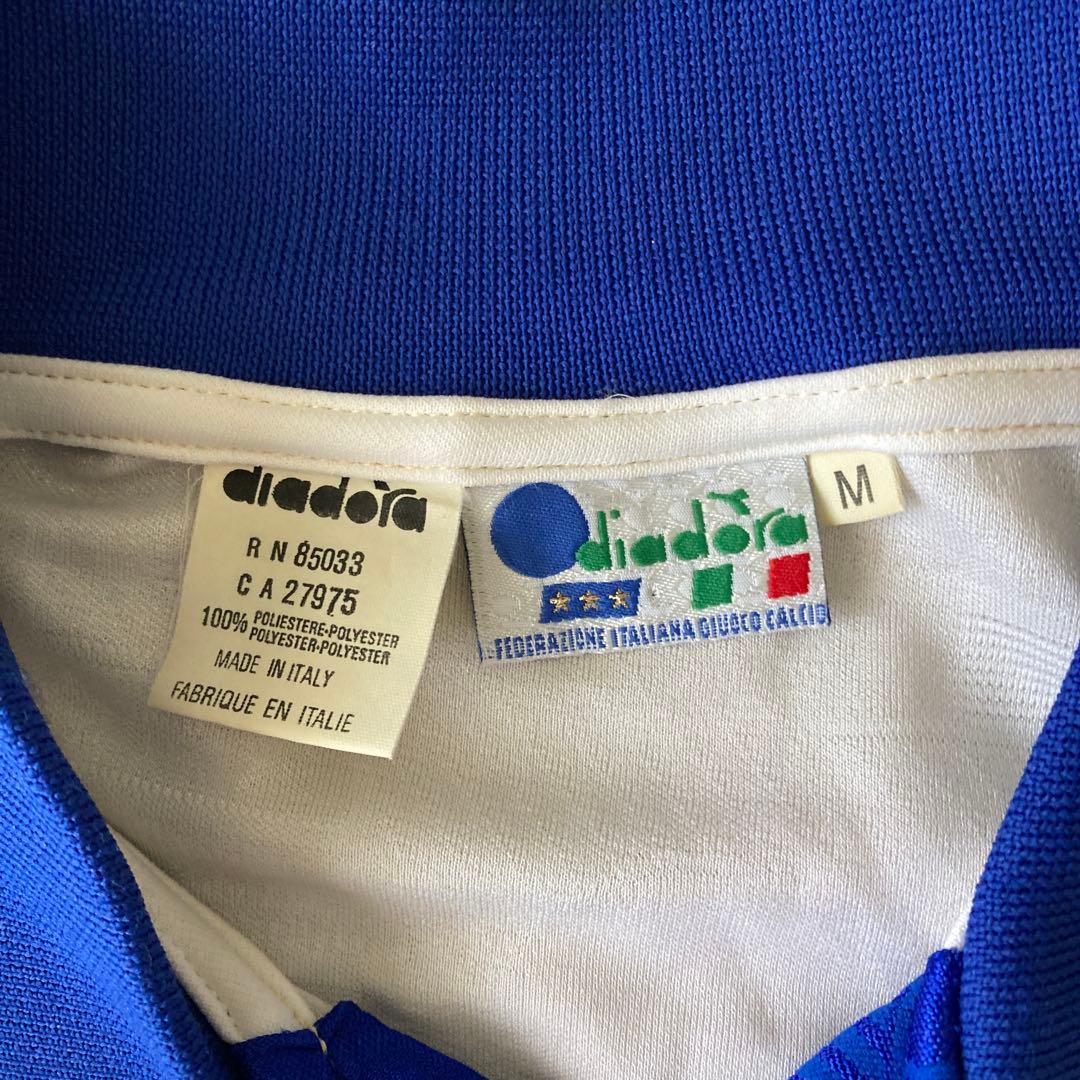 diadora
R N 85033
C A 27975
100% POLIESTERE•POLYESTER
POLYESTER•POLYESTER
MADE IN ITALY
FABRIQUE EN ITALIE
diadora
FEDERAZIONE ITALIANA GIUOCO CALCIO
M